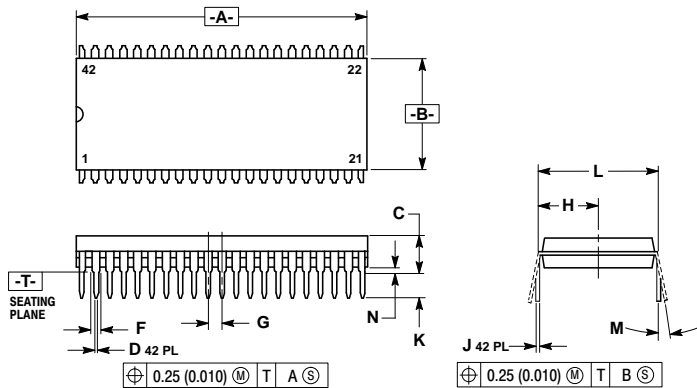 -A-
42 22
-B-
1 21
L
H
C
-T-
SEATING
PLANE
F
G
N
K
M
D 42 PL
J 42 PL
⌖ 0.25 (0.010) Ⓜ T A Ⓢ
⌖ 0.25 (0.010) Ⓜ T B Ⓢ